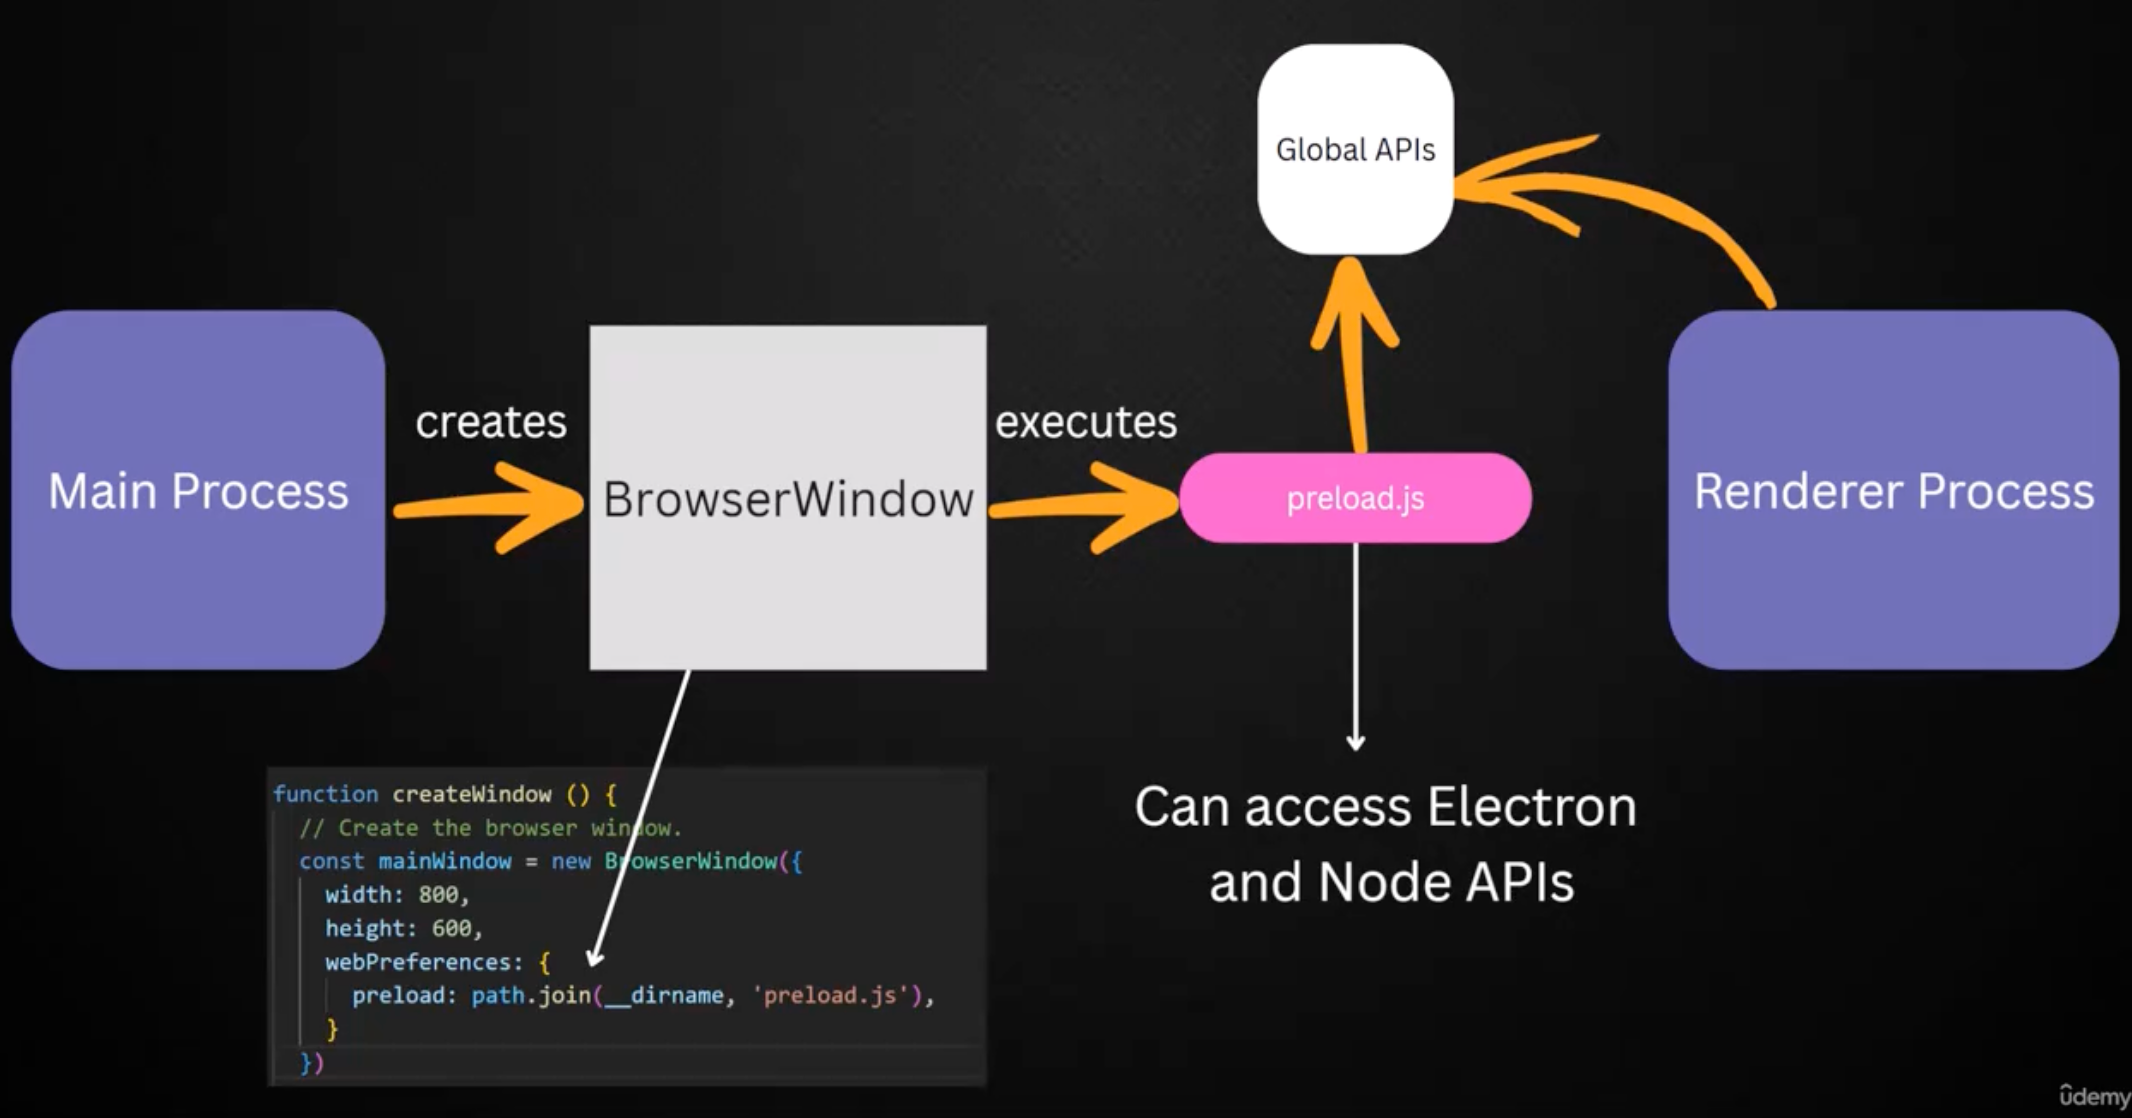 Global APIs
Main Process
creates
BrowserWindow
executes
preload.js
Renderer Process
function createWindow () {
// Create the browser window.
const mainWindow = new BrowserWindow({
width: 800,
height: 600,
webPreferences: {
preload: path.join(__dirname, 'preload.js'),
}
})
Can access Electron
and Node APIs
ûdemy